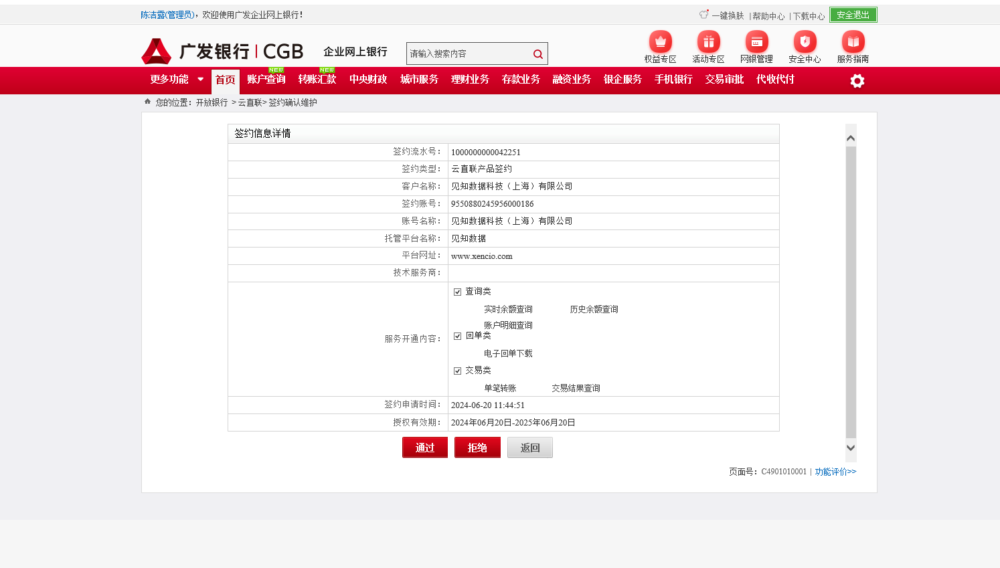 陈洁露(管理员)，欢迎使用广发企业网上银行！
一键换肤 | 帮助中心 | 下载中心 安全退出
广发银行 | CGB 企业网上银行 请输入搜索内容
权益专区 活动专区 网银管理 安全中心 服务指南
NEW NEW
更多功能 首页 账户查询 转账汇款 中央财政 城市服务 理财业务 存款业务 融资业务 银企服务 手机银行 交易审批 代收代付
您的位置：开放银行 > 云直联> 签约确认维护
签约信息详情
签约流水号： 1000000000042251
签约类型： 云直联产品签约
客户名称： 见知数据科技（上海）有限公司
签约账号： 9550880245956000186
账号名称： 见知数据科技（上海）有限公司
托管平台名称： 见知数据
平台网址： www.xencio.com
技术服务商：
服务开通内容：
查询类
实时余额查询 历史余额查询
账户明细查询
回单类
电子回单下载
交易类
单笔转账 交易结果查询
签约申请时间： 2024-06-20 11:44:51
授权有效期： 2024年06月20日-2025年06月20日
通过 拒绝 返回
页面号：C4901010001 | 功能评价>>